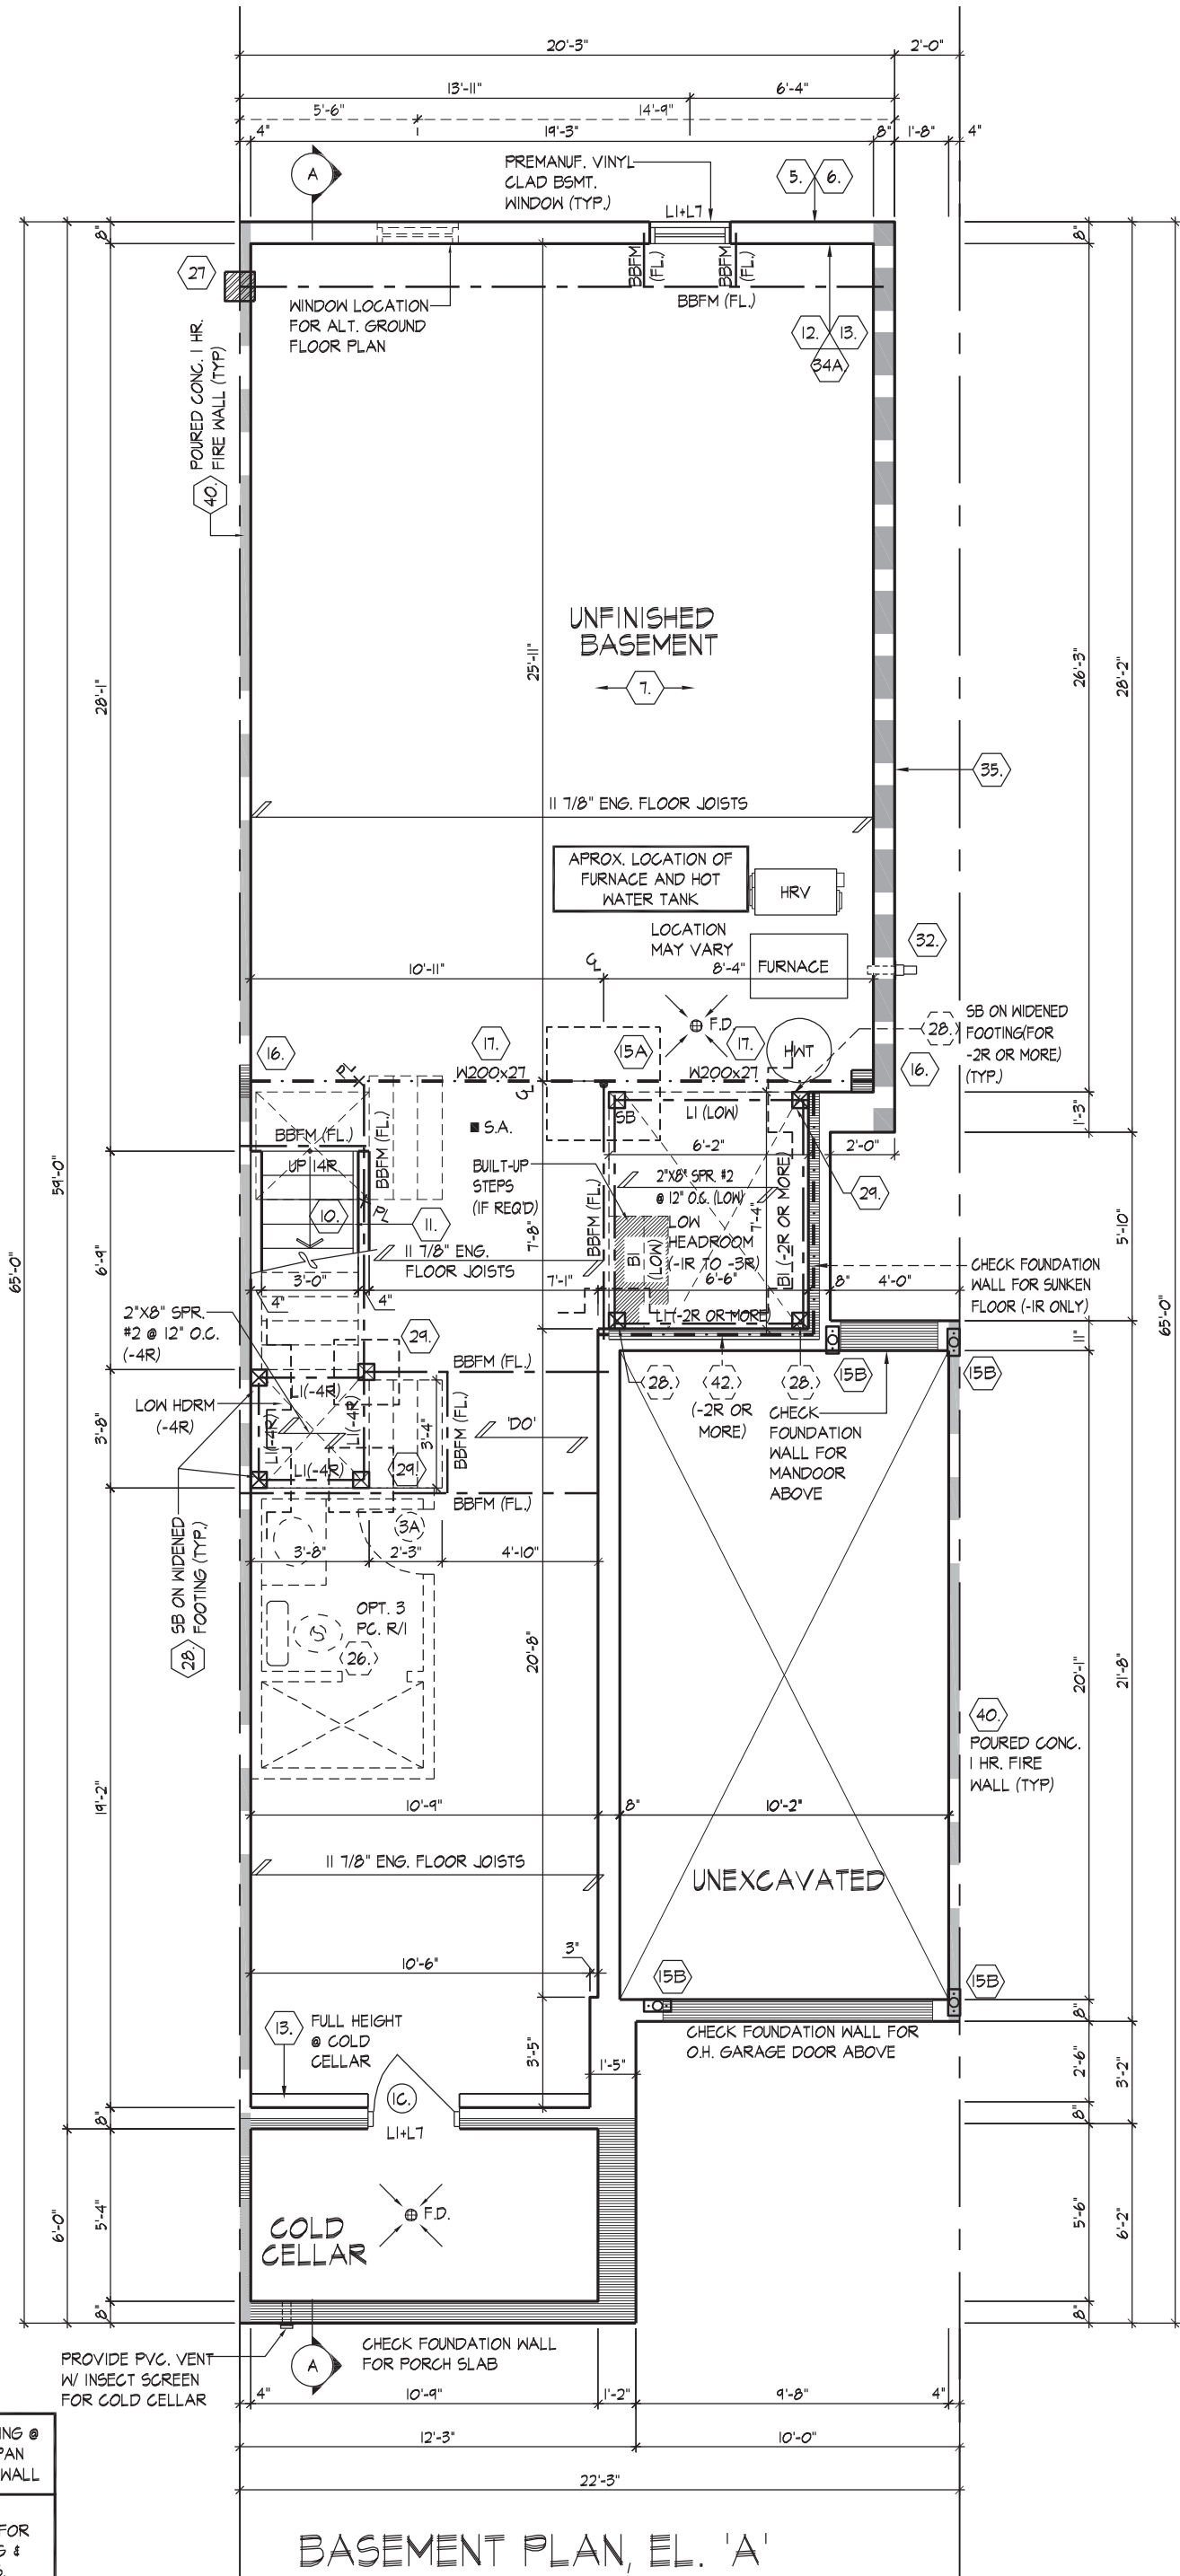 20'-3"
2'-0"
13'-11"
6'-4"
5'-6"
14'-9"
4"
19'-3"
8"
1'-8"
4"
A
PREMANUF. VINYL
CLAD BSMT.
WINDOW (TYP.)
5.
6.
L1+L7
8"
8"
27
BBFM
(FL.)
BBFM
(FL.)
BBFM (FL.)
WINDOW LOCATION
FOR ALT. GROUND
FLOOR PLAN
12.
13.
34A.
POURED CONC. 1 HR.
FIRE WALL (TYP)
40.
UNFINISHED
BASEMENT
7.
25'-11"
28'-1"
26'-3"
28'-2"
35.
11 7/8" ENG. FLOOR JOISTS
APROX. LOCATION OF
FURNACE AND HOT
WATER TANK
HRV
LOCATION
MAY VARY
FURNACE
32.
10'-11"
CL
8'-4"
F.D.
SB ON WIDENED
FOOTING(FOR
-2R OR MORE)
(TYP.)
28.
16.
17.
15A
17.
HWT
16.
PL
W200x27
W200x27
CL
S.A.
SB
L1 (LOW)
1'-3"
BBFM (FL.)
BBFM (FL.)
UP 14R
6'-2"
2'-0"
BUILT-UP
STEPS
(IF REQ'D)
2"X8" SPR. #2
@ 12" O.C. (LOW)
29.
10.
PL
11.
7'-8"
BBFM (FL.)
LOW
HEADROOM
(-1R TO -3R)
7'-4"
B1 (-2R OR MORE)
B1
(LOW)
59'-0"
65'-0"
6'-9"
5'-10"
65'-0"
11 7/8" ENG.
FLOOR JOISTS
3'-0"
7'-1"
6'-6"
8"
4'-0"
CHECK FOUNDATION
WALL FOR SUNKEN
FLOOR (-1R ONLY)
4"
4"
L1 (-2R OR MORE)
2"X8" SPR.
#2 @ 12" O.C.
(-4R)
29.
11"
BBFM (FL.)
15B
15B
28.
42.
28.
(-2R OR
MORE)
CHECK
FOUNDATION
WALL FOR
MANDOOR
ABOVE
LOW HDRM
(-4R)
L1(-4R)
L1(-4R)
L1(-4R)
L1(-4R)
3'-4"
BBFM (FL.)
'DO'
3'-8"
29.
BBFM (FL.)
3A
SB ON WIDENED
FOOTING (TYP.)
28.
3'-8"
2'-3"
4'-10"
OPT. 3
PC. R/I
26.
20'-8"
20'-1"
21'-8"
40.
POURED CONC.
1 HR. FIRE
WALL (TYP)
19'-2"
10'-9"
8"
10'-2"
11 7/8" ENG. FLOOR JOISTS
UNEXCAVATED
10'-6"
3"
15B
15B
8"
13.
FULL HEIGHT
@ COLD
CELLAR
CHECK FOUNDATION WALL FOR
O.H. GARAGE DOOR ABOVE
3'-5"
1'-5"
2'-6"
3'-2"
1C.
L1+L7
8"
8"
F.D.
COLD
CELLAR
6'-0"
5'-4"
5'-6"
6'-2"
8"
8"
PROVIDE PVC. VENT
W/ INSECT SCREEN
FOR COLD CELLAR
A
CHECK FOUNDATION WALL
FOR PORCH SLAB
4"
10'-9"
1'-2"
9'-8"
4"
12'-3"
10'-0"
22'-3"
NG @
PAN
WALL
FOR
BASEMENT PLAN, EL. 'A'